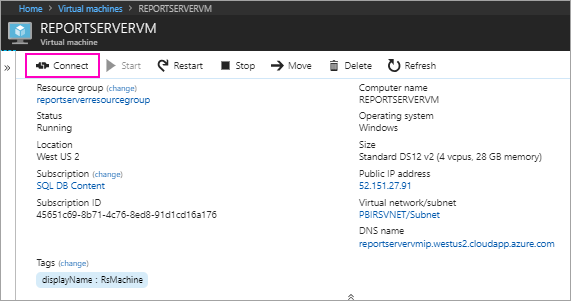 Home > Virtual machines > REPORTSERVERVM
REPORTSERVERVM
Virtual machine
» Connect Start Restart Stop Move Delete Refresh
Resource group (change)
reportserverresourcegroup
Status
Running
Location
West US 2
Subscription (change)
SQL DB Content
Subscription ID
45651c69-8b71-4c76-8ed8-91d1cd16a176
Computer name
REPORTSERVERVM
Operating system
Windows
Size
Standard DS12 v2 (4 vcpus, 28 GB memory)
Public IP address
52.151.27.91
Virtual network/subnet
PBIRSVNET/Subnet
DNS name
reportservervmip.westus2.cloudapp.azure.com
Tags (change)
displayName : RsMachine